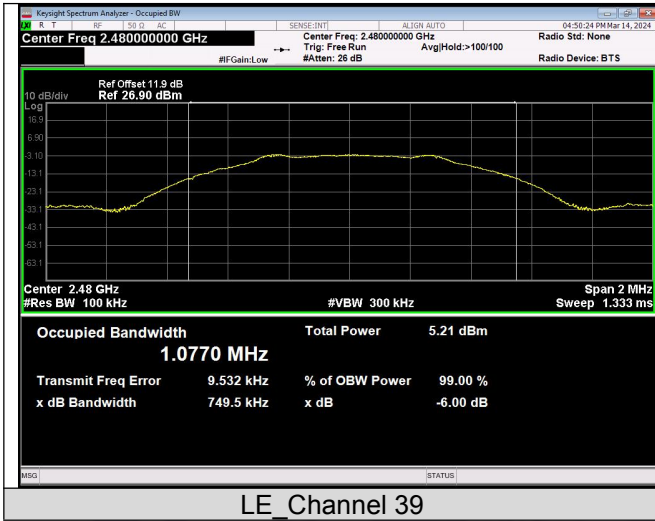 Keysight Spectrum Analyzer - Occupied BW
R T RF 50 Ω AC SENSE:INT ALIGN AUTO 04:50:24 PM Mar 14, 2024
Center Freq 2.480000000 GHz Center Freq: 2.480000000 GHz Radio Std: None
Trig: Free Run Avg|Hold:>100/100
#IFGain:Low #Atten: 26 dB Radio Device: BTS
Ref Offset 11.9 dB
10 dB/div Ref 26.90 dBm
Log
16.9
6.90
-3.10
-13.1
-23.1
-33.1
-43.1
-53.1
-63.1
Center 2.48 GHz Span 2 MHz
#Res BW 100 kHz #VBW 300 kHz Sweep 1.333 ms
Occupied Bandwidth Total Power 5.21 dBm
1.0770 MHz
Transmit Freq Error 9.532 kHz % of OBW Power 99.00 %
x dB Bandwidth 749.5 kHz x dB -6.00 dB
MSG STATUS
LE_Channel 39